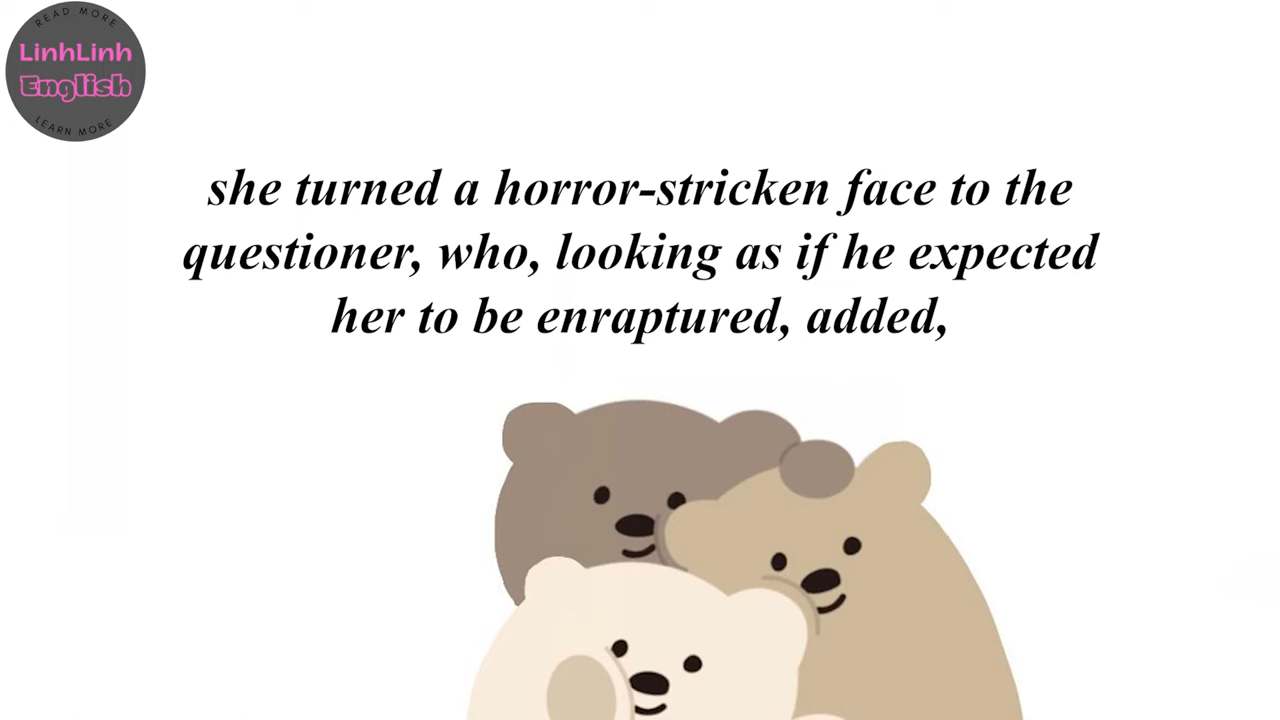 READ MORE
LinhLinh
English
LEARN MORE
she turned a horror-stricken face to the
questioner, who, looking as if he expected
her to be enraptured, added,